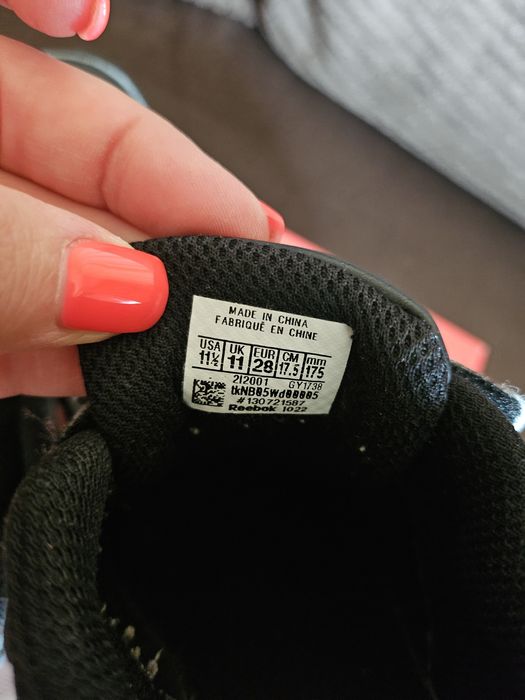 MADE IN CHINA
FABRIQUÉ EN CHINE
USA UK EUR CM mm
11½ 11 28 17.5 175
2I2001 GY1738
tkNB05Wd00005
#130721587
Reebok 1022